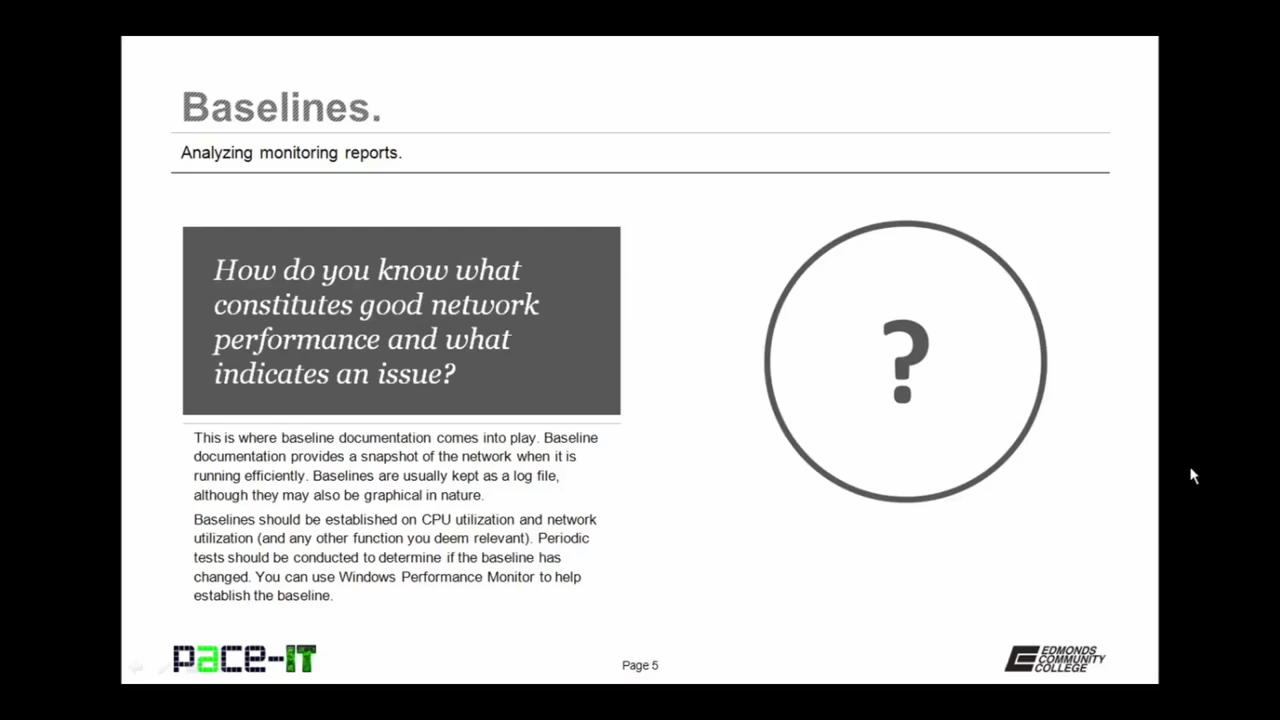 Baselines.
Analyzing monitoring reports.
How do you know what
constitutes good network
performance and what
indicates an issue?
?
This is where baseline documentation comes into play. Baseline
documentation provides a snapshot of the network when it is
running efficiently. Baselines are usually kept as a log file,
although they may also be graphical in nature.
Baselines should be established on CPU utilization and network
utilization (and any other function you deem relevant). Periodic
tests should be conducted to determine if the baseline has
changed. You can use Windows Performance Monitor to help
establish the baseline.
pace-IT
Page 5
EDMONDS
COMMUNITY
COLLEGE